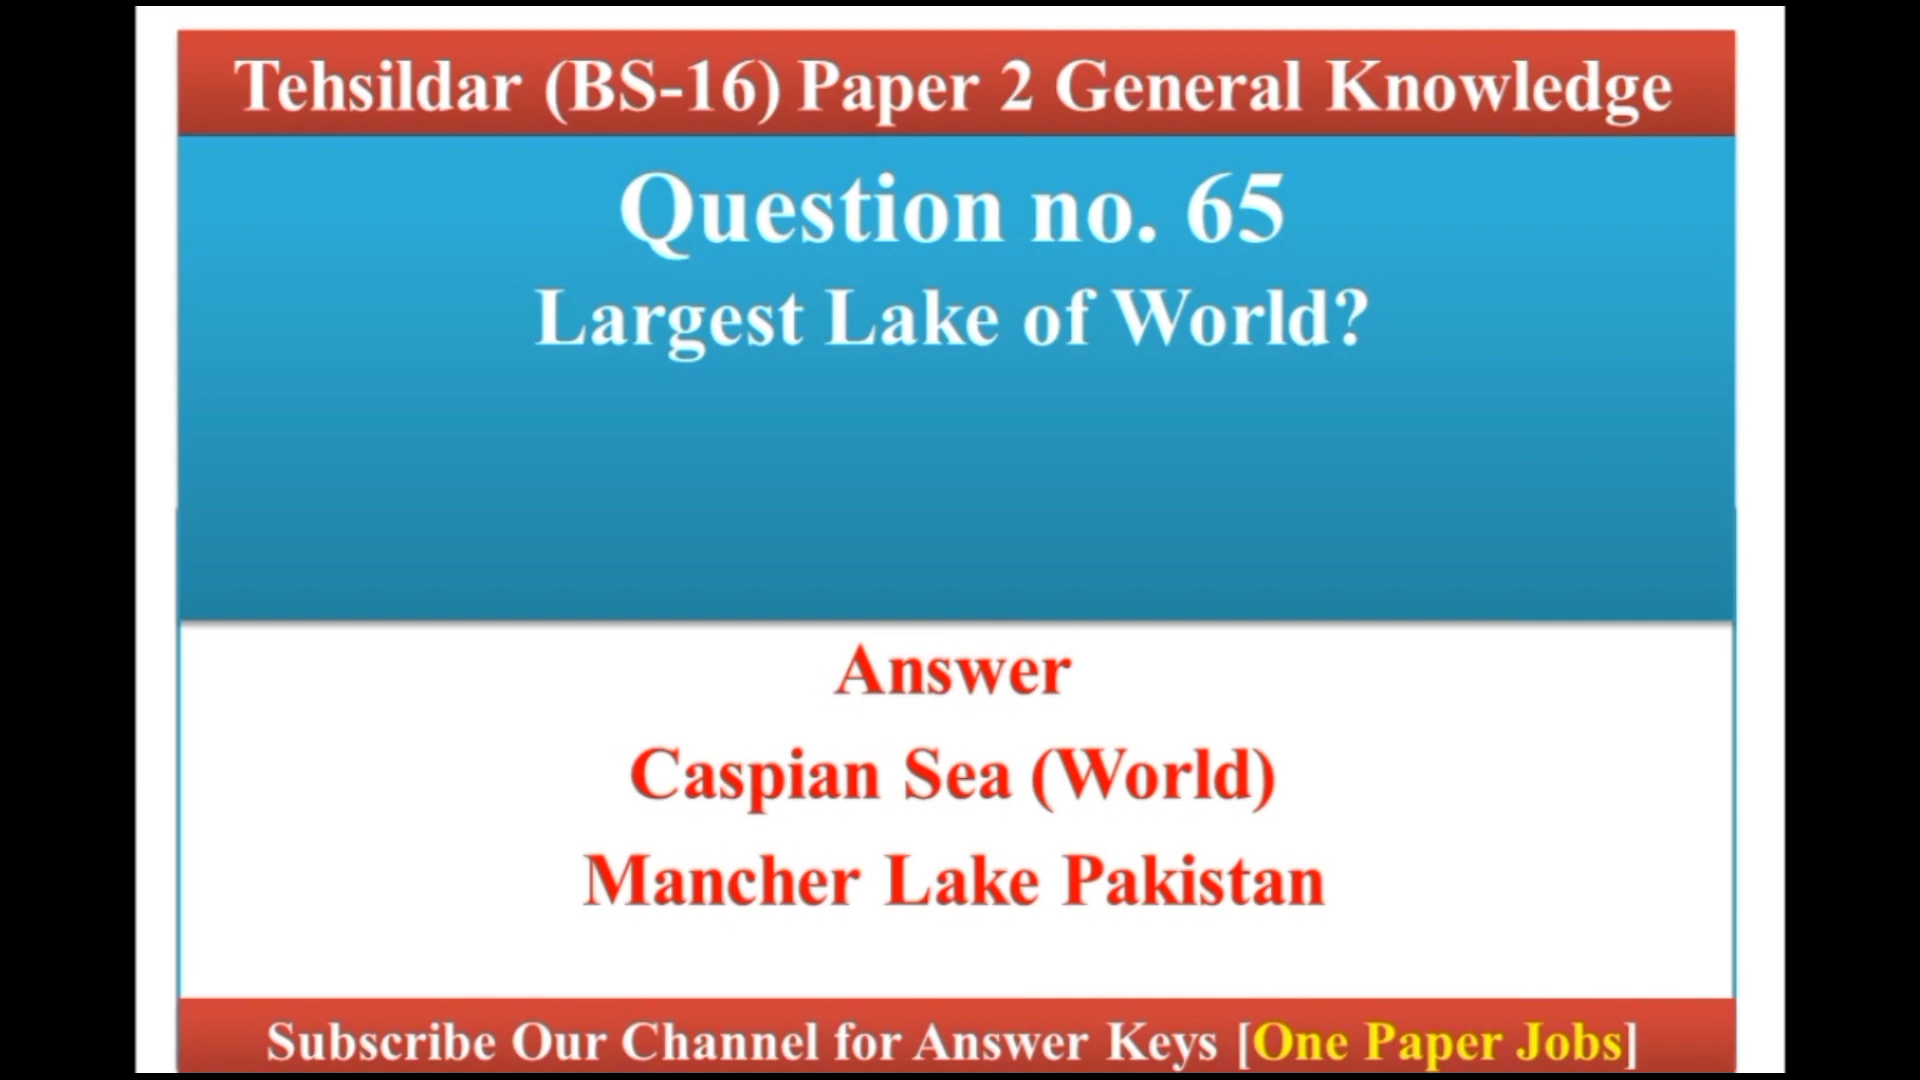 Tehsildar (BS-16) Paper 2 General Knowledge
Question no. 65
Largest Lake of World?
Answer
Caspian Sea (World)
Mancher Lake Pakistan
Subscribe Our Channel for Answer Keys [One Paper Jobs]